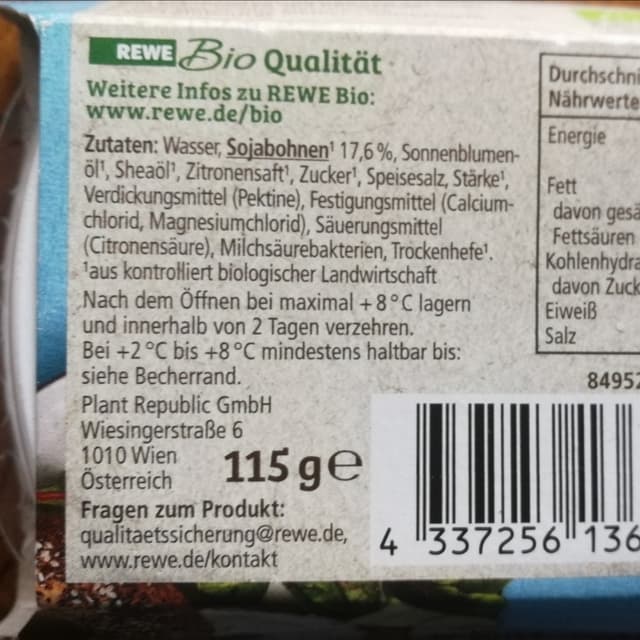 REWE Bio Qualität
Weitere Infos zu REWE Bio:
www.rewe.de/bio
Zutaten: Wasser, Sojabohnen¹ 17,6%, Sonnenblumen-
öl¹, Sheaöl¹, Zitronensaft¹, Zucker¹, Speisesalz, Stärke¹,
Verdickungsmittel (Pektine), Festigungsmittel (Calcium-
chlorid, Magnesiumchlorid), Säuerungsmittel
(Citronensäure), Milchsäurebakterien, Trockenhefe¹.
¹aus kontrolliert biologischer Landwirtschaft
Nach dem Öffnen bei maximal +8°C lagern
und innerhalb von 2 Tagen verzehren.
Bei +2°C bis +8°C mindestens haltbar bis:
siehe Becherrand.
Plant Republic GmbH
Wiesingerstraße 6
1010 Wien
Österreich
115 g e
Fragen zum Produkt:
qualitaetssicherung@rewe.de,
www.rewe.de/kontakt
Durchschni
Nährwerte
Energie
Fett
davon gesä
Fettsäuren
Kohlenhydra
davon Zuck
Eiweiß
Salz
84952
4 337256 136